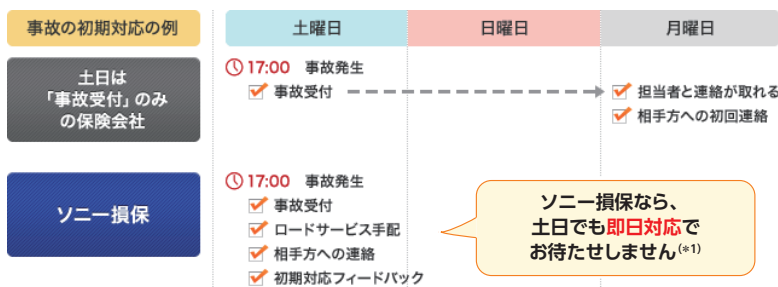 事故の初期対応の例
土曜日
日曜日
月曜日
土日は
「事故受付」のみ
の保険会社
17:00 事故発生
事故受付
担当者と連絡が取れる
相手方への初回連絡
ソニー損保
17:00 事故発生
事故受付
ロードサービス手配
相手方への連絡
初期対応フィードバック
ソニー損保なら、
土日でも即日対応で
お待たせしません(*1)